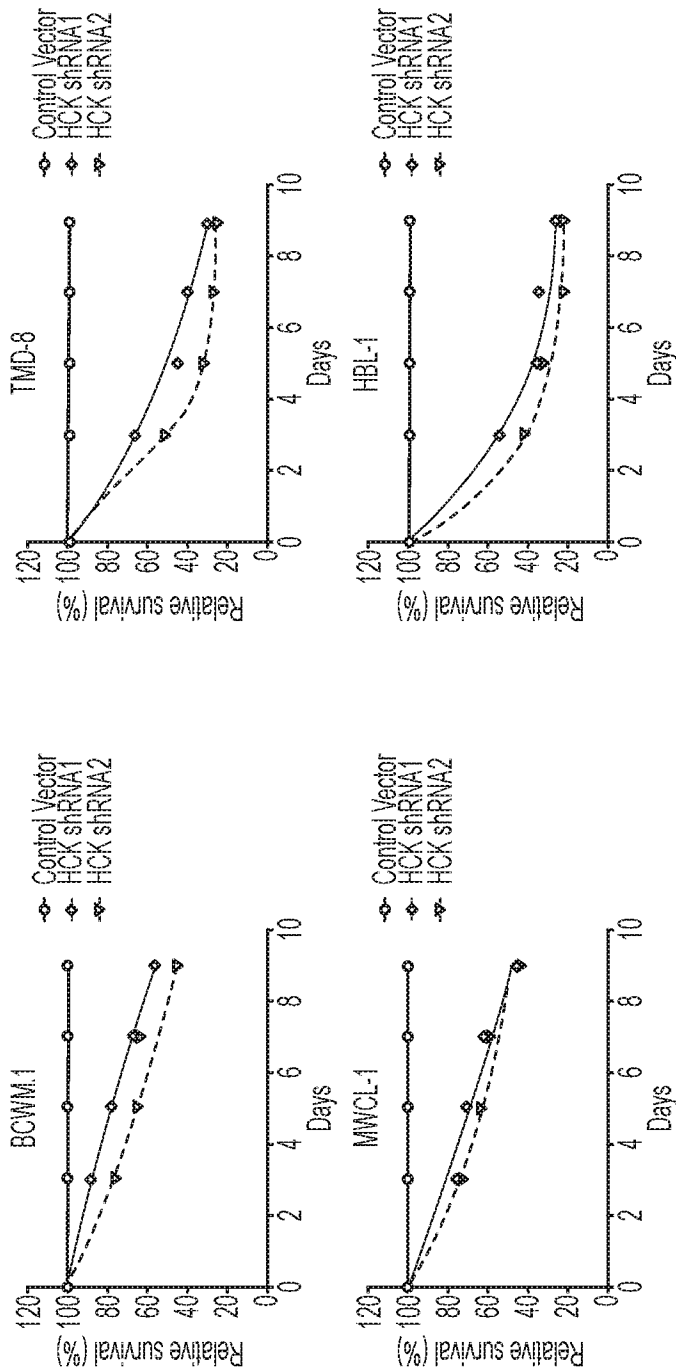 BCWM.1
Relative survival (%)
120
100
80
60
40
20
0
0 2 4 6 8 10
Days
Control Vector
HCK shRNA1
HCK shRNA2
TMD-8
Relative survival (%)
120
100
80
60
40
20
0
0 2 4 6 8 10
Days
Control Vector
HCK shRNA1
HCK shRNA2
MWCL-1
Relative survival (%)
120
100
80
60
40
20
0
0 2 4 6 8 10
Days
Control Vector
HCK shRNA1
HCK shRNA2
HBL-1
Relative survival (%)
120
100
80
60
40
20
0
0 2 4 6 8 10
Days
Control Vector
HCK shRNA1
HCK shRNA2